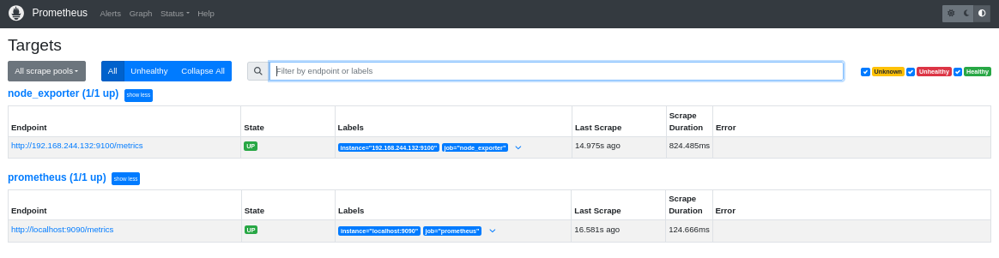 Prometheus Alerts Graph Status Help
Targets
All scrape pools All Unhealthy Collapse All Filter by endpoint or labels Unknown Unhealthy Healthy
node_exporter (1/1 up) show less
Endpoint State Labels Last Scrape Scrape Duration Error
http://192.168.244.132:9100/metrics UP instance="192.168.244.132:9100" job="node_exporter" 14.975s ago 824.485ms
prometheus (1/1 up) show less
Endpoint State Labels Last Scrape Scrape Duration Error
http://localhost:9090/metrics UP instance="localhost:9090" job="prometheus" 16.581s ago 124.666ms